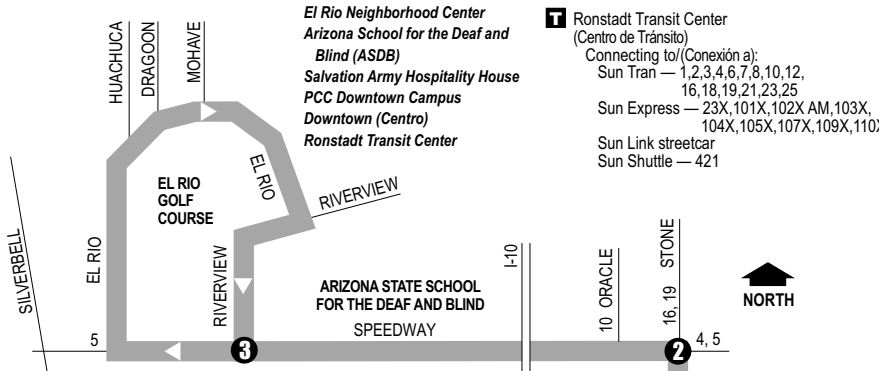 El Rio Neighborhood Center
Arizona School for the Deaf and
Blind (ASDB)
Salvation Army Hospitality House
PCC Downtown Campus
Downtown (Centro)
Ronstadt Transit Center
T Ronstadt Transit Center
(Centro de Tránsito)
Connecting to/(Conexión a):
Sun Tran — 1,2,3,4,6,7,8,10,12,
16,18,19,21,23,25
Sun Express — 23X,101X,102X AM,103X,
104X,105X,107X,109X,110X
Sun Link streetcar
Sun Shuttle — 421
HUACHUCA
DRAGOON
MOHAVE
EL RIO
RIVERVIEW
EL RIO
GOLF
COURSE
SILVERBELL
EL RIO
RIVERVIEW
ARIZONA STATE SCHOOL
FOR THE DEAF AND BLIND
SPEEDWAY
I-10
10 ORACLE
16, 19 STONE
NORTH
5
3
2
4, 5